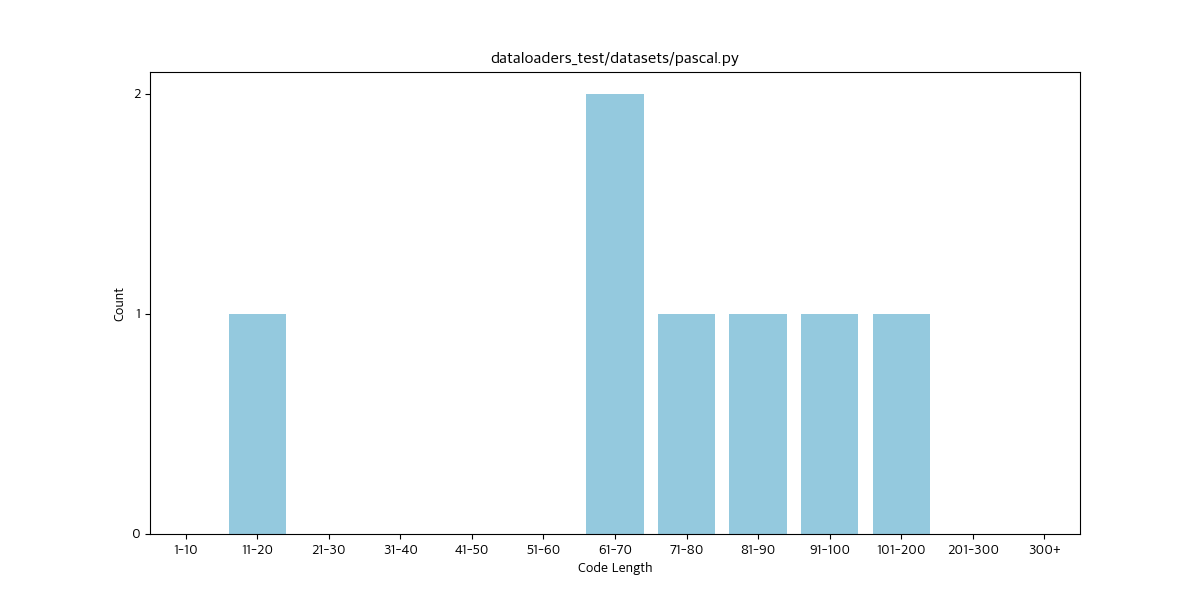 dataloaders_test/datasets/pascal.py
2
1
0
Count
1-10 11-20 21-30 31-40 41-50 51-60 61-70 71-80 81-90 91-100 101-200 201-300 300+
Code Length